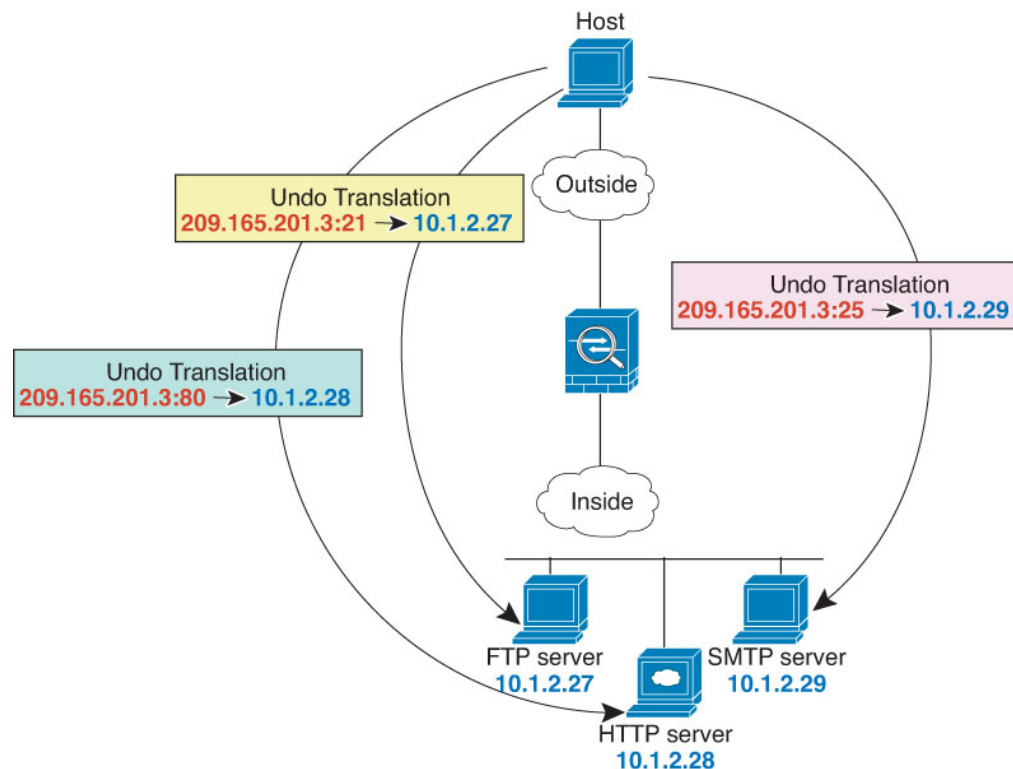 Host
Outside
Undo Translation
209.165.201.3:21 → 10.1.2.27
Undo Translation
209.165.201.3:25 → 10.1.2.29
Undo Translation
209.165.201.3:80 → 10.1.2.28
Inside
FTP server
10.1.2.27
SMTP server
10.1.2.29
HTTP server
10.1.2.28